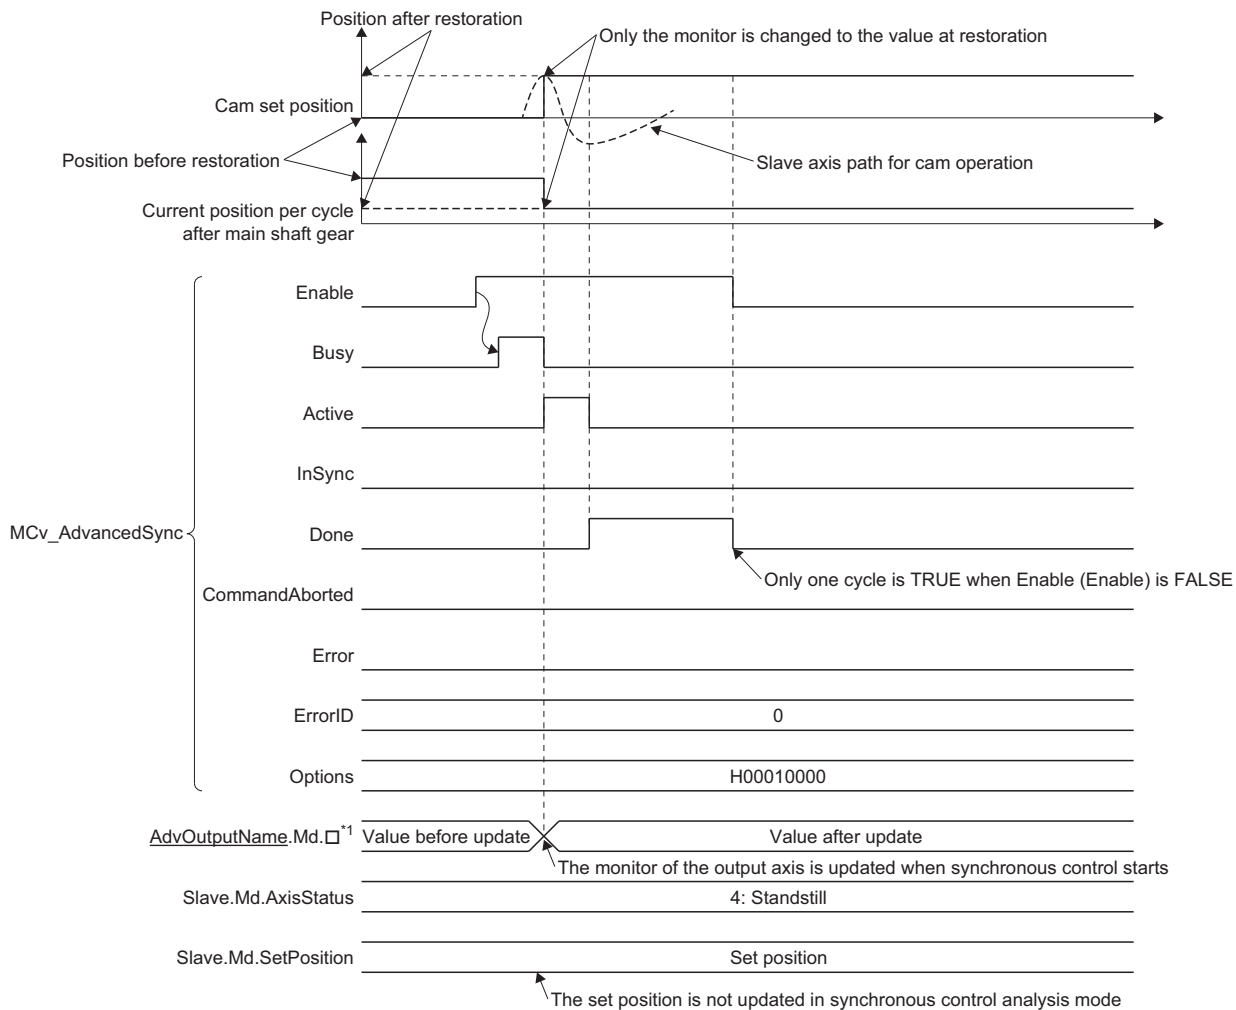 Position after restoration
Only the monitor is changed to the value at restoration
Cam set position
Position before restoration
Slave axis path for cam operation
Current position per cycle
after main shaft gear
Enable
Busy
Active
InSync
MCv_AdvancedSync
Done
Only one cycle is TRUE when Enable (Enable) is FALSE
CommandAborted
Error
ErrorID
0
Options
H00010000
AdvOutputName.Md.□*1
Value before update
Value after update
The monitor of the output axis is updated when synchronous control starts
Slave.Md.AxisStatus
4: Standstill
Slave.Md.SetPosition
Set position
The set position is not updated in synchronous control analysis mode